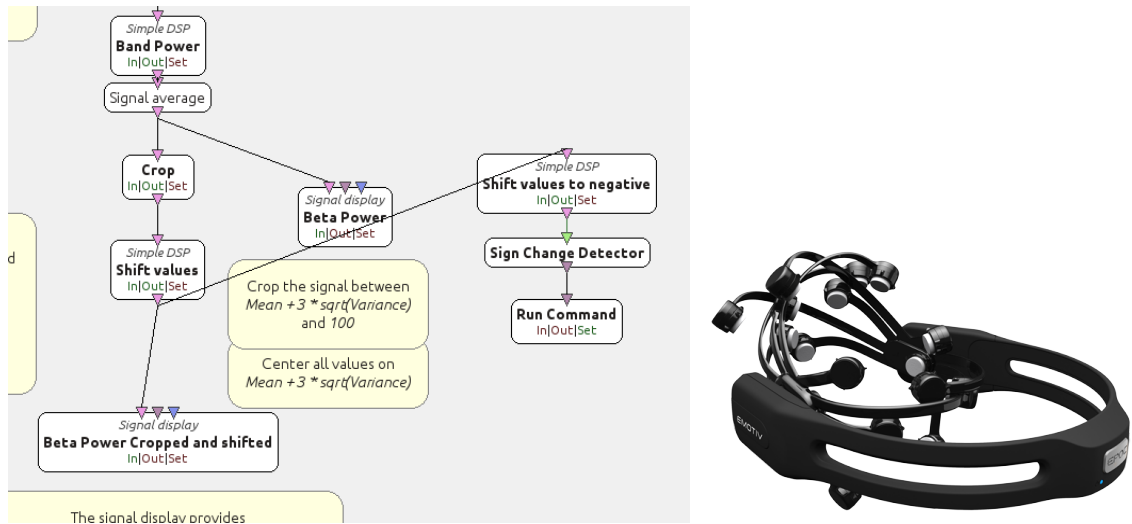 Simple DSP
Band Power
In|Out|Set
Signal average
Crop
In|Out|Set
Signal display
Beta Power
In|Out|Set
Simple DSP
Shift values
In|Out|Set
d
Crop the signal between
Mean +3 * sqrt(Variance)
and 100
Center all values on
Mean +3 * sqrt(Variance)
Simple DSP
Shift values to negative
In|Out|Set
Sign Change Detector
Run Command
In|Out|Set
Signal display
Beta Power Cropped and shifted
In|Out|Set
The signal display provides
EMOTIV
EPOC